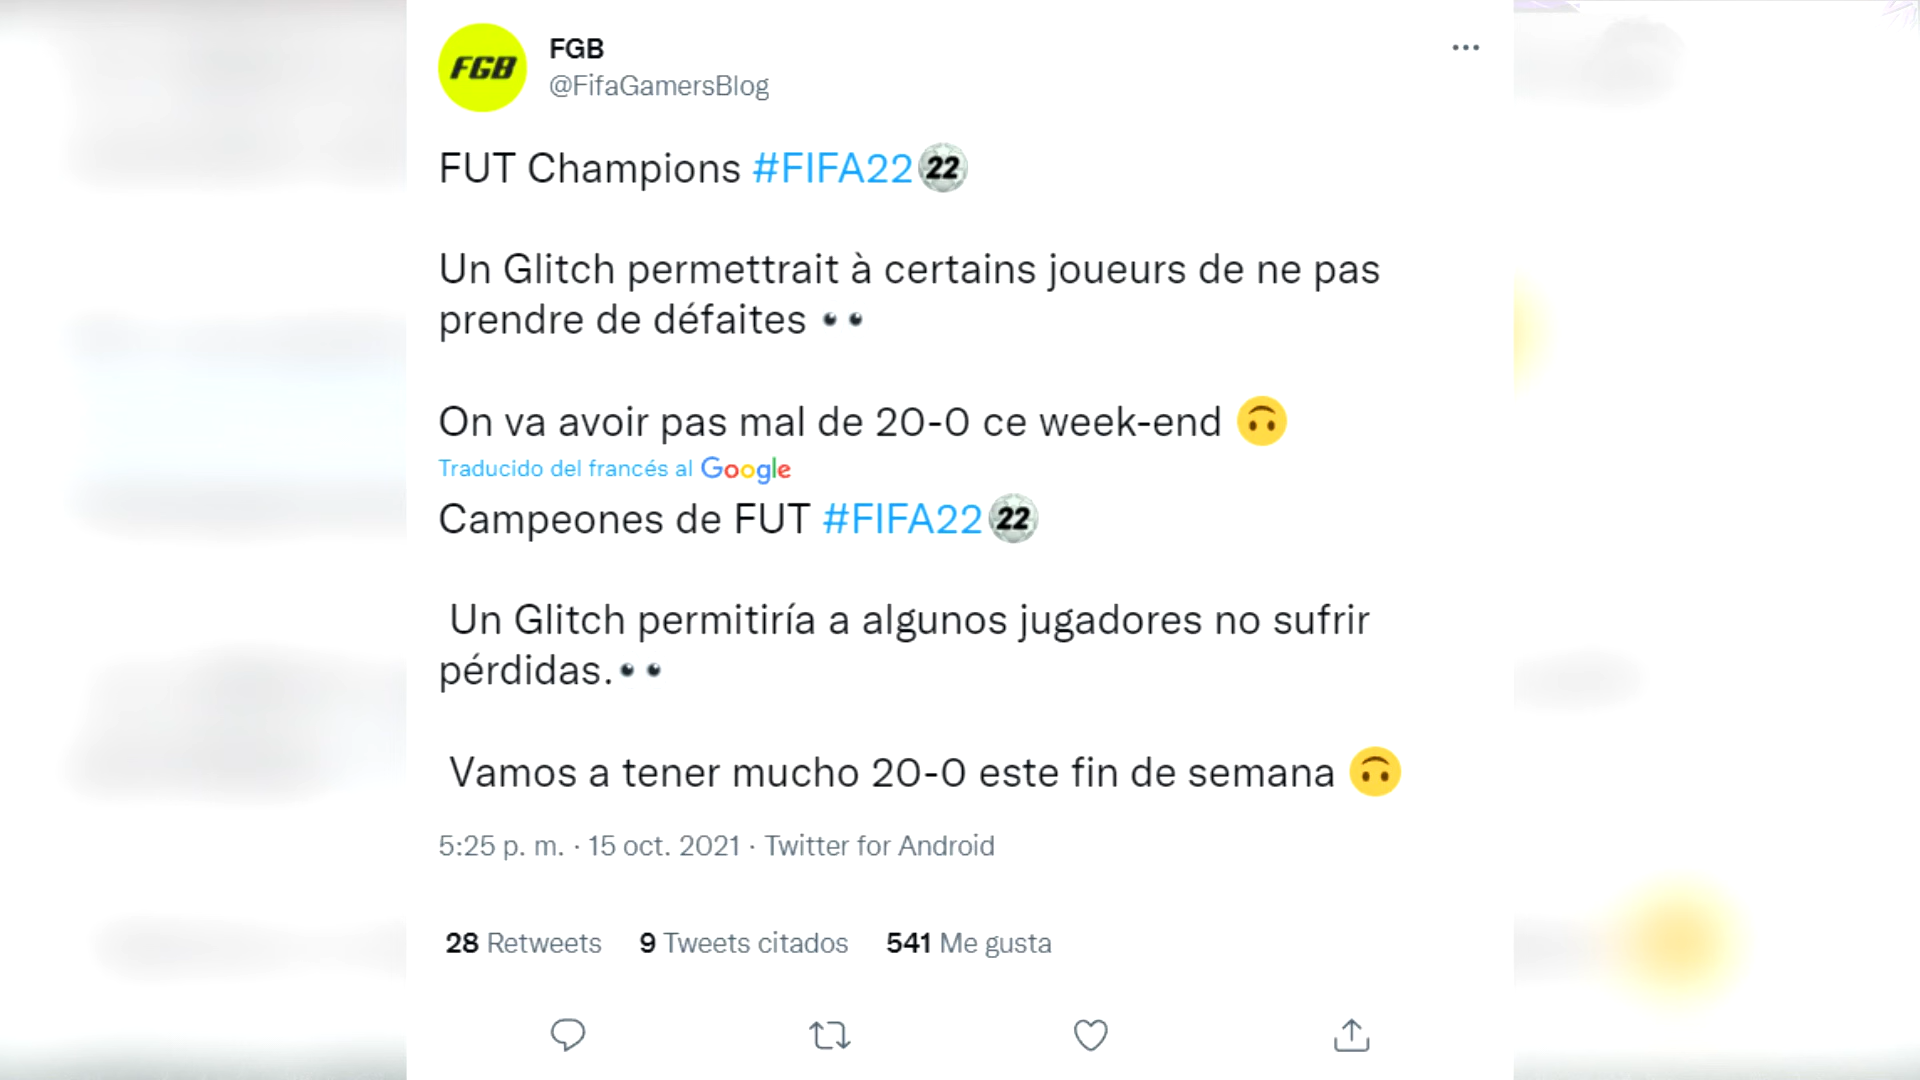 FGB
FGB
@FifaGamersBlog
FUT Champions #FIFA22 22
Un Glitch permettrait à certains joueurs de ne pas
prendre de défaites
On va avoir pas mal de 20-0 ce week-end
Traducido del francés al Google
Campeones de FUT #FIFA22 22
Un Glitch permitiría a algunos jugadores no sufrir
pérdidas.
Vamos a tener mucho 20-0 este fin de semana
5:25 p. m. · 15 oct. 2021 · Twitter for Android
28 Retweets 9 Tweets citados 541 Me gusta